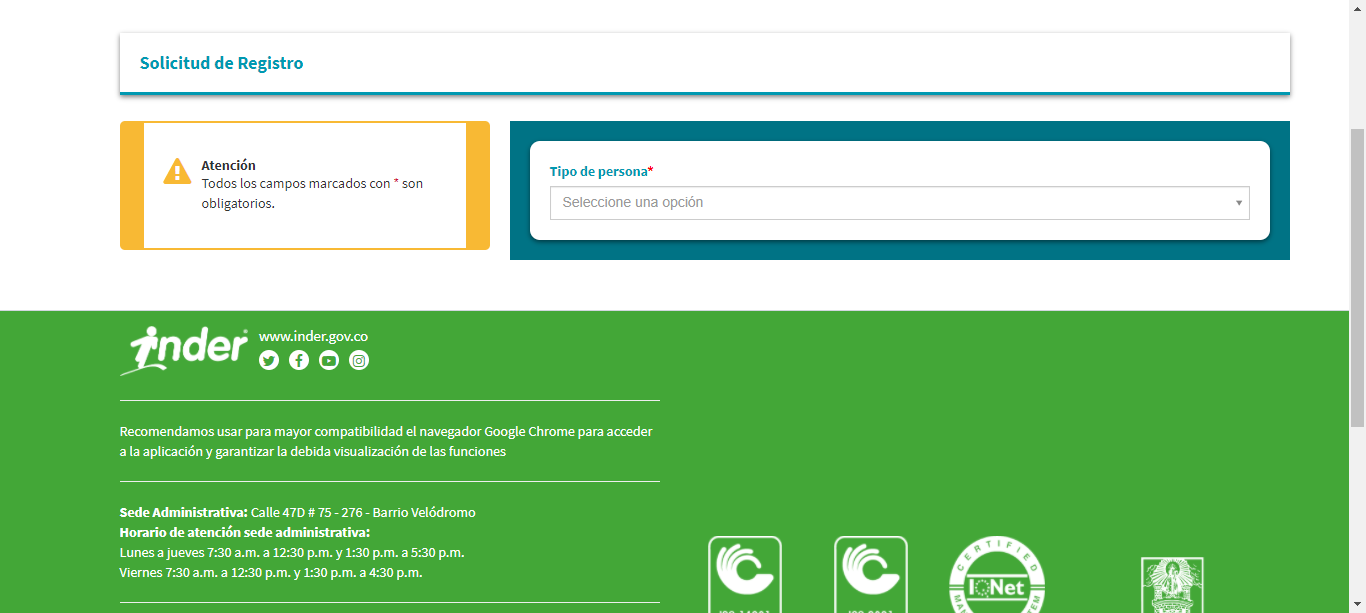 Solicitud de Registro
Atención
Todos los campos marcados con * son
obligatorios.
Tipo de persona*
Seleccione una opción
inder
www.inder.gov.co
Recomendamos usar para mayor compatibilidad el navegador Google Chrome para acceder
a la aplicación y garantizar la debida visualización de las funciones
Sede Administrativa: Calle 47D # 75 - 276 - Barrio Velódromo
Horario de atención sede administrativa:
Lunes a jueves 7:30 a.m. a 12:30 p.m. y 1:30 p.m. a 5:30 p.m.
Viernes 7:30 a.m. a 12:30 p.m. y 1:30 p.m. a 4:30 p.m.
CERTIFIED
IQNet